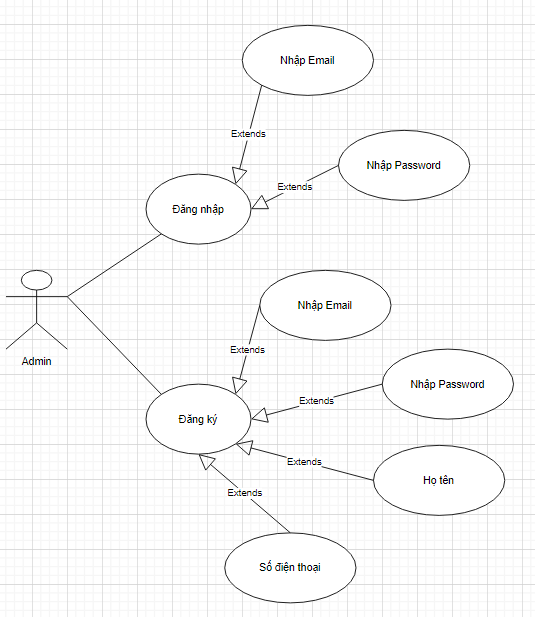 Nhập Email
Extends
Nhập Password
Extends
Đăng nhập
Admin
Nhập Email
Extends
Nhập Password
Extends
Đăng ký
Extends
Họ tên
Extends
Số điện thoại